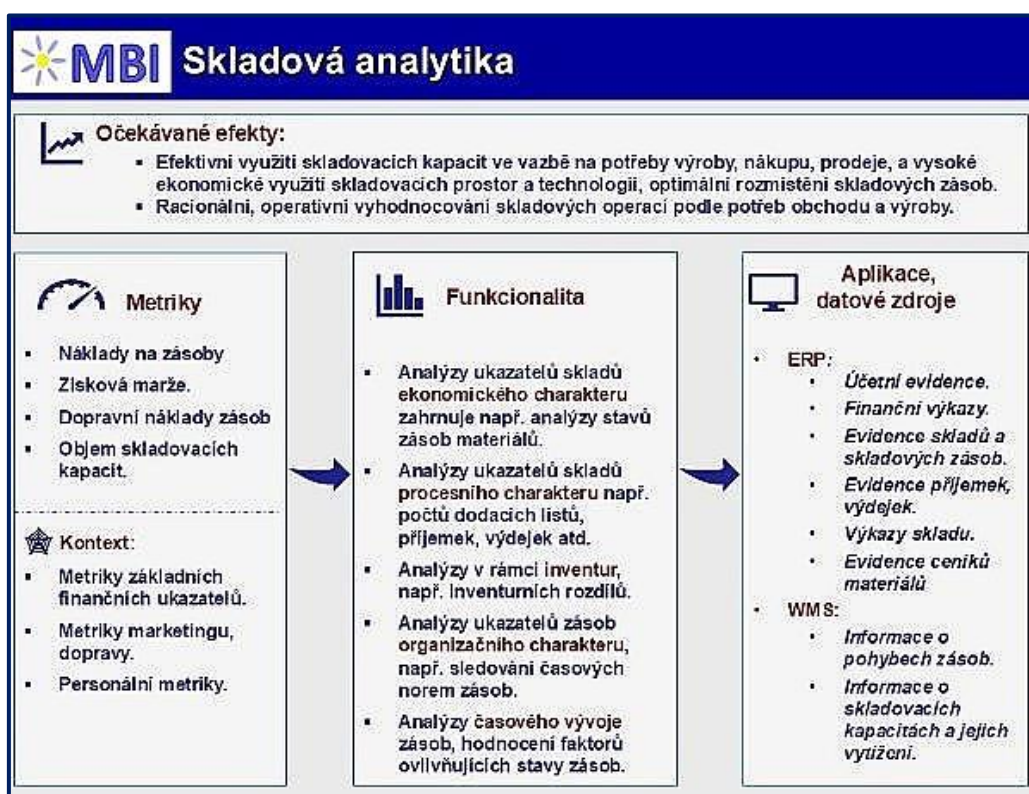 MBI Skladová analytika
Očekávané efekty:
▪ Efektivní využití skladovacích kapacit ve vazbě na potřeby výroby, nákupu, prodeje, a vysoké
ekonomické využití skladovacích prostor a technologii, optimální rozmístění skladových zásob.
▪ Racionální, operativní vyhodnocování skladových operací podle potřeb obchodu a výroby.
Metriky
▪ Náklady na zásoby
▪ Zisková marže.
▪ Dopravní náklady zásob
▪ Objem skladovacích
kapacit.
Kontext:
▪ Metriky základních
finančních ukazatelů.
▪ Metriky marketingu,
dopravy.
▪ Personální metriky.
Funkcionalita
▪ Analýzy ukazatelů skladů
ekonomického charakteru
zahrnuje např. analýzy stavů
zásob materiálů.
▪ Analýzy ukazatelů skladů
procesního charakteru např.
počtů dodacích listů,
příjemek, výdejek atd.
▪ Analýzy v rámci inventur,
např. Inventurních rozdílů.
▪ Analýzy ukazatelů zásob
organizačního charakteru,
např. sledování časových
norem zásob.
▪ Analýzy časového vývoje
zásob, hodnocení faktorů
ovlivňujících stavy zásob.
Aplikace,
datové zdroje
• ERP:
• Účetní evidence.
• Finanční výkazy.
• Evidence skladů a
skladových zásob.
• Evidence příjemek,
výdejek.
• Výkazy skladu.
• Evidence ceníků
materiálů
• WMS:
• Informace o
pohybech zásob.
• Informace o
skladovacích
kapacitách a jejich
vytížení.